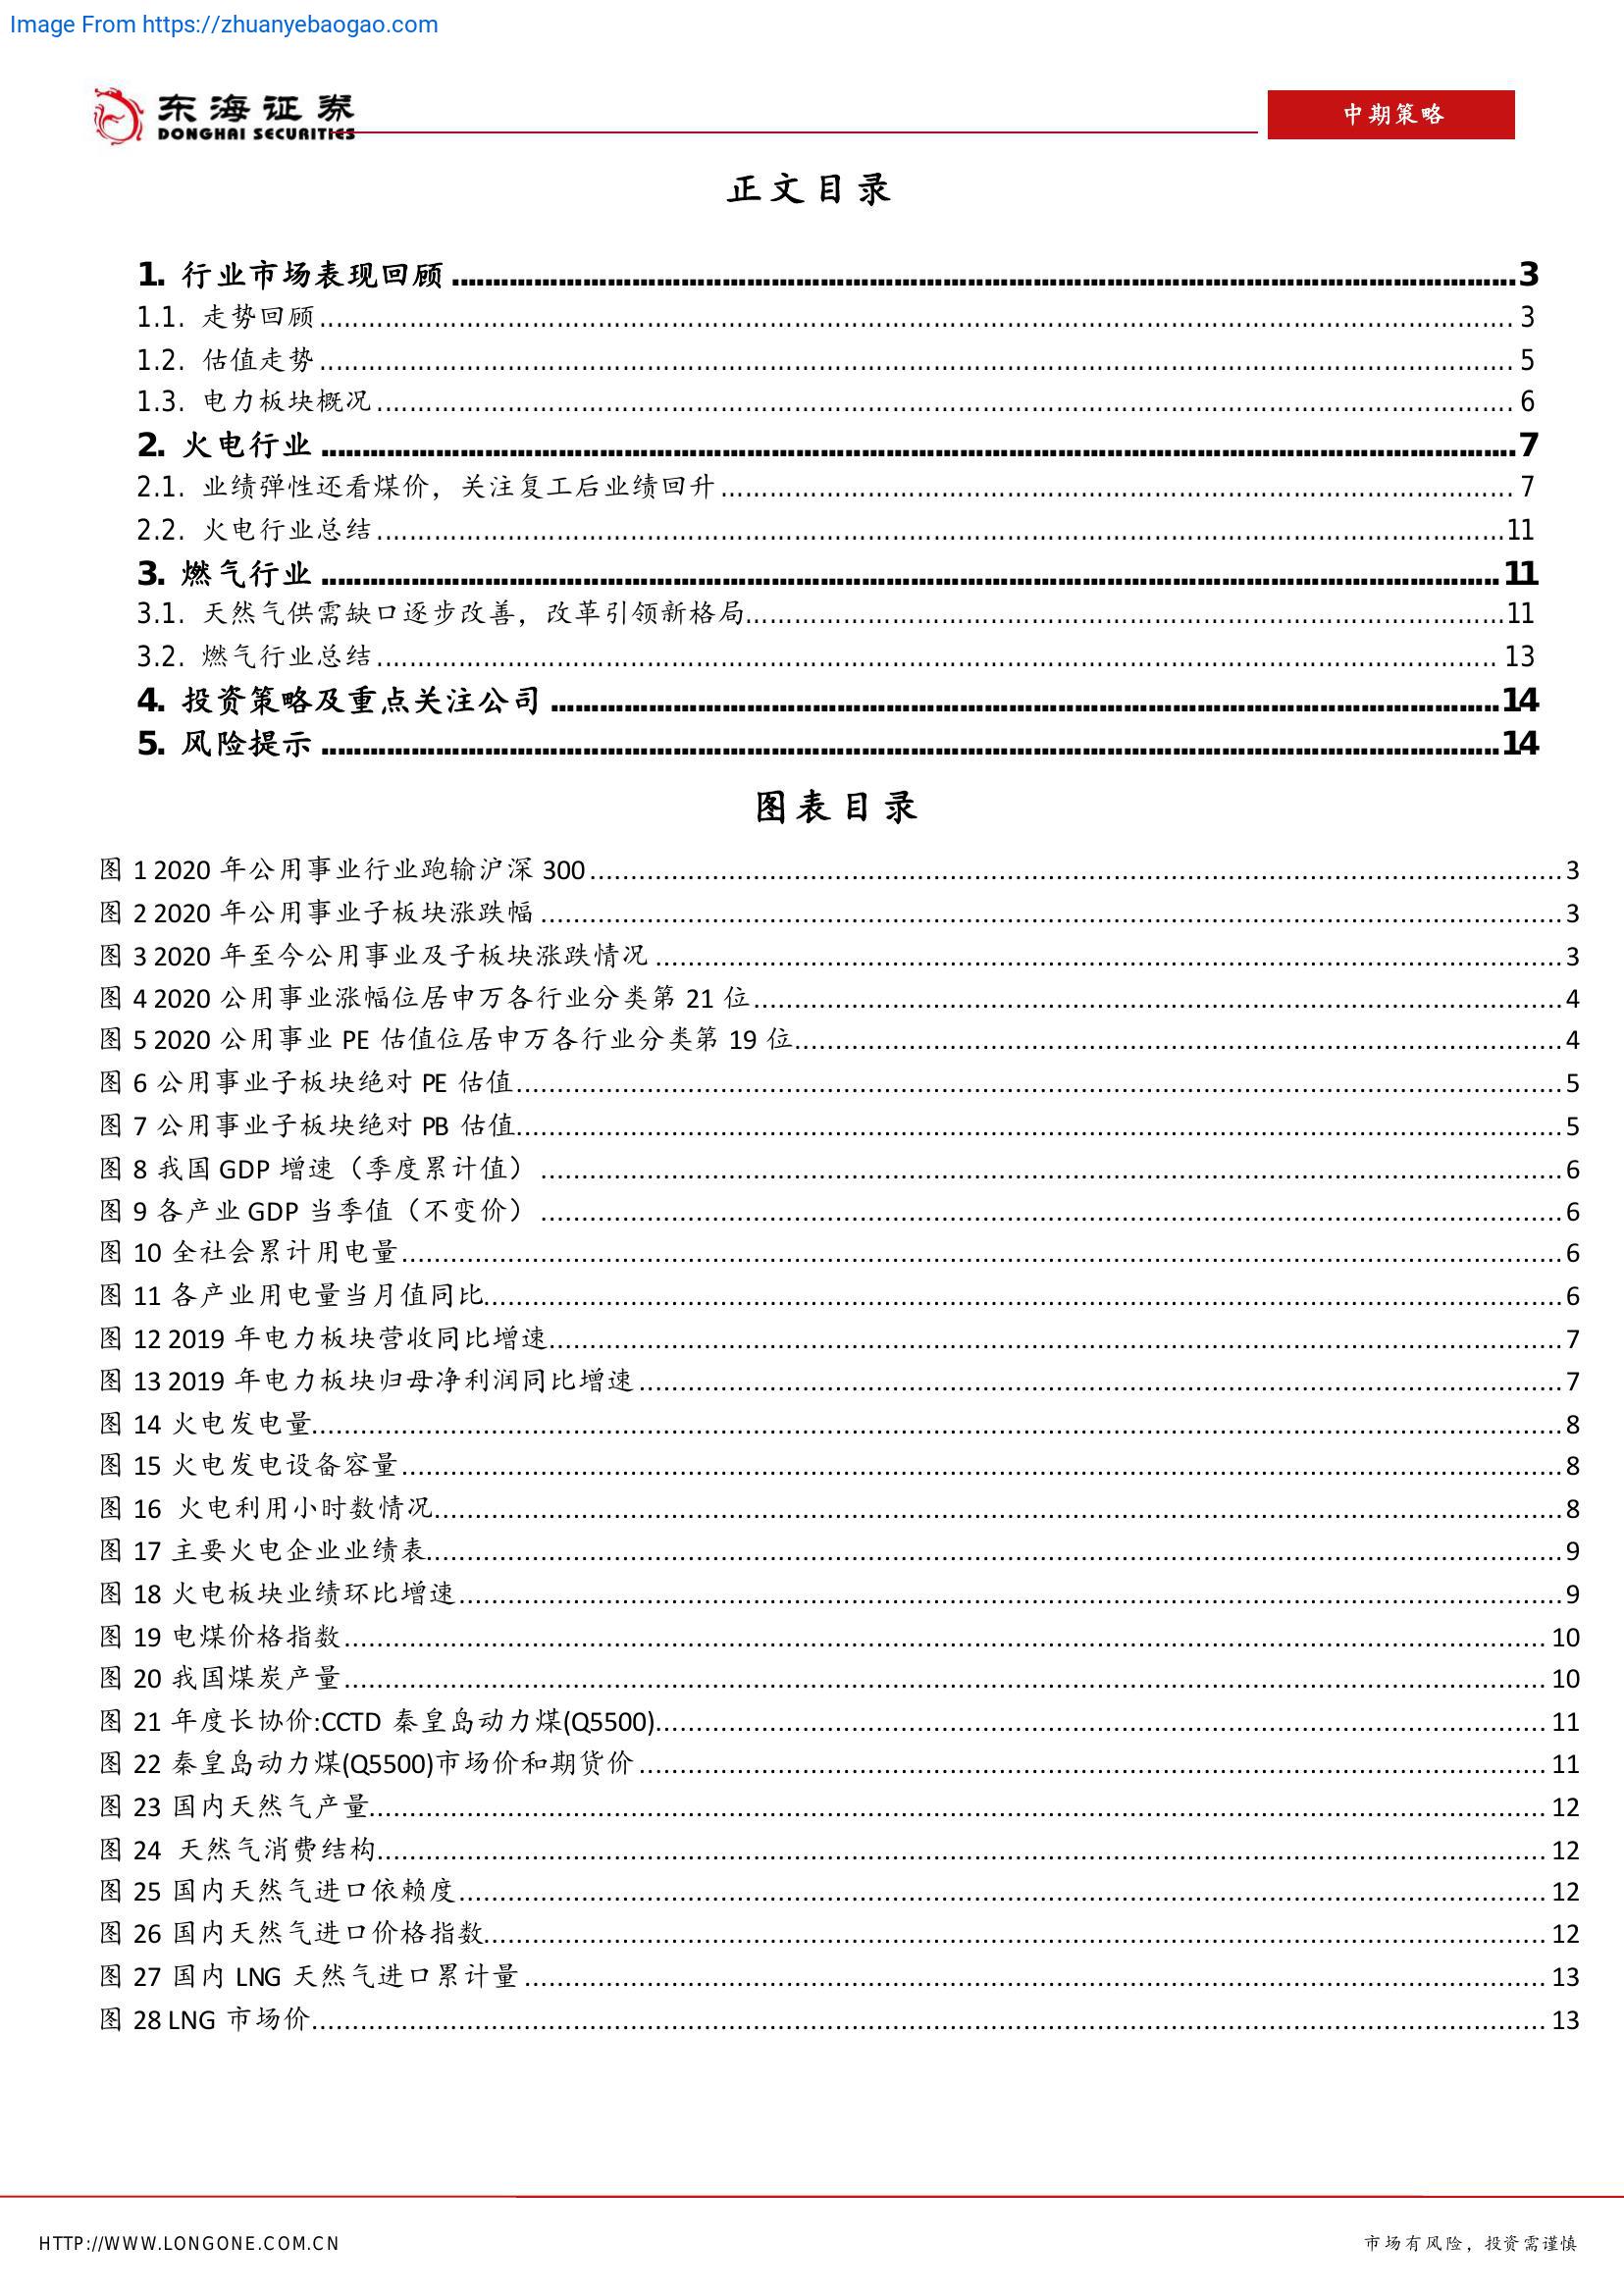 Image From https://zhuanyebaogao.com
东海证券
DONGHAI SECURITIES
中期策略
正文目录
1. 行业市场表现回顾 ........ 3
1.1. 走势回顾 ........ 3
1.2. 估值走势 ........ 5
1.3. 电力板块概况 ........ 6
2. 火电行业 ........ 7
2.1. 业绩弹性还看煤价，关注复工后业绩回升 ........ 7
2.2. 火电行业总结 ........ 11
3. 燃气行业 ........ 11
3.1. 天然气供需缺口逐步改善，改革引领新格局 ........ 11
3.2. 燃气行业总结 ........ 13
4. 投资策略及重点关注公司 ........ 14
5. 风险提示 ........ 14
图表目录
图 1 2020 年公用事业行业跑输沪深 300 ........ 3
图 2 2020 年公用事业子板块涨跌幅 ........ 3
图 3 2020 年至今公用事业及子板块涨跌情况 ........ 3
图 4 2020 公用事业涨幅位居申万各行业分类第 21 位 ........ 4
图 5 2020 公用事业 PE 估值位居申万各行业分类第 19 位 ........ 4
图 6 公用事业子板块绝对 PE 估值 ........ 5
图 7 公用事业子板块绝对 PB 估值 ........ 5
图 8 我国 GDP 增速（季度累计值） ........ 6
图 9 各产业 GDP 当季值（不变价） ........ 6
图 10 全社会累计用电量 ........ 6
图 11 各产业用电量当月值同比 ........ 6
图 12 2019 年电力板块营收同比增速 ........ 7
图 13 2019 年电力板块归母净利润同比增速 ........ 7
图 14 火电发电量 ........ 8
图 15 火电发电设备容量 ........ 8
图 16 火电利用小时数情况 ........ 8
图 17 主要火电企业业绩表 ........ 9
图 18 火电板块业绩环比增速 ........ 9
图 19 电煤价格指数 ........ 10
图 20 我国煤炭产量 ........ 10
图 21 年度长协价:CCTD 秦皇岛动力煤(Q5500) ........ 11
图 22 秦皇岛动力煤(Q5500)市场价和期货价 ........ 11
图 23 国内天然气产量 ........ 12
图 24 天然气消费结构 ........ 12
图 25 国内天然气进口依赖度 ........ 12
图 26 国内天然气进口价格指数 ........ 12
图 27 国内 LNG 天然气进口累计量 ........ 13
图 28 LNG 市场价 ........ 13
HTTP://WWW.LONGONE.COM.CN
市场有风险，投资需谨慎